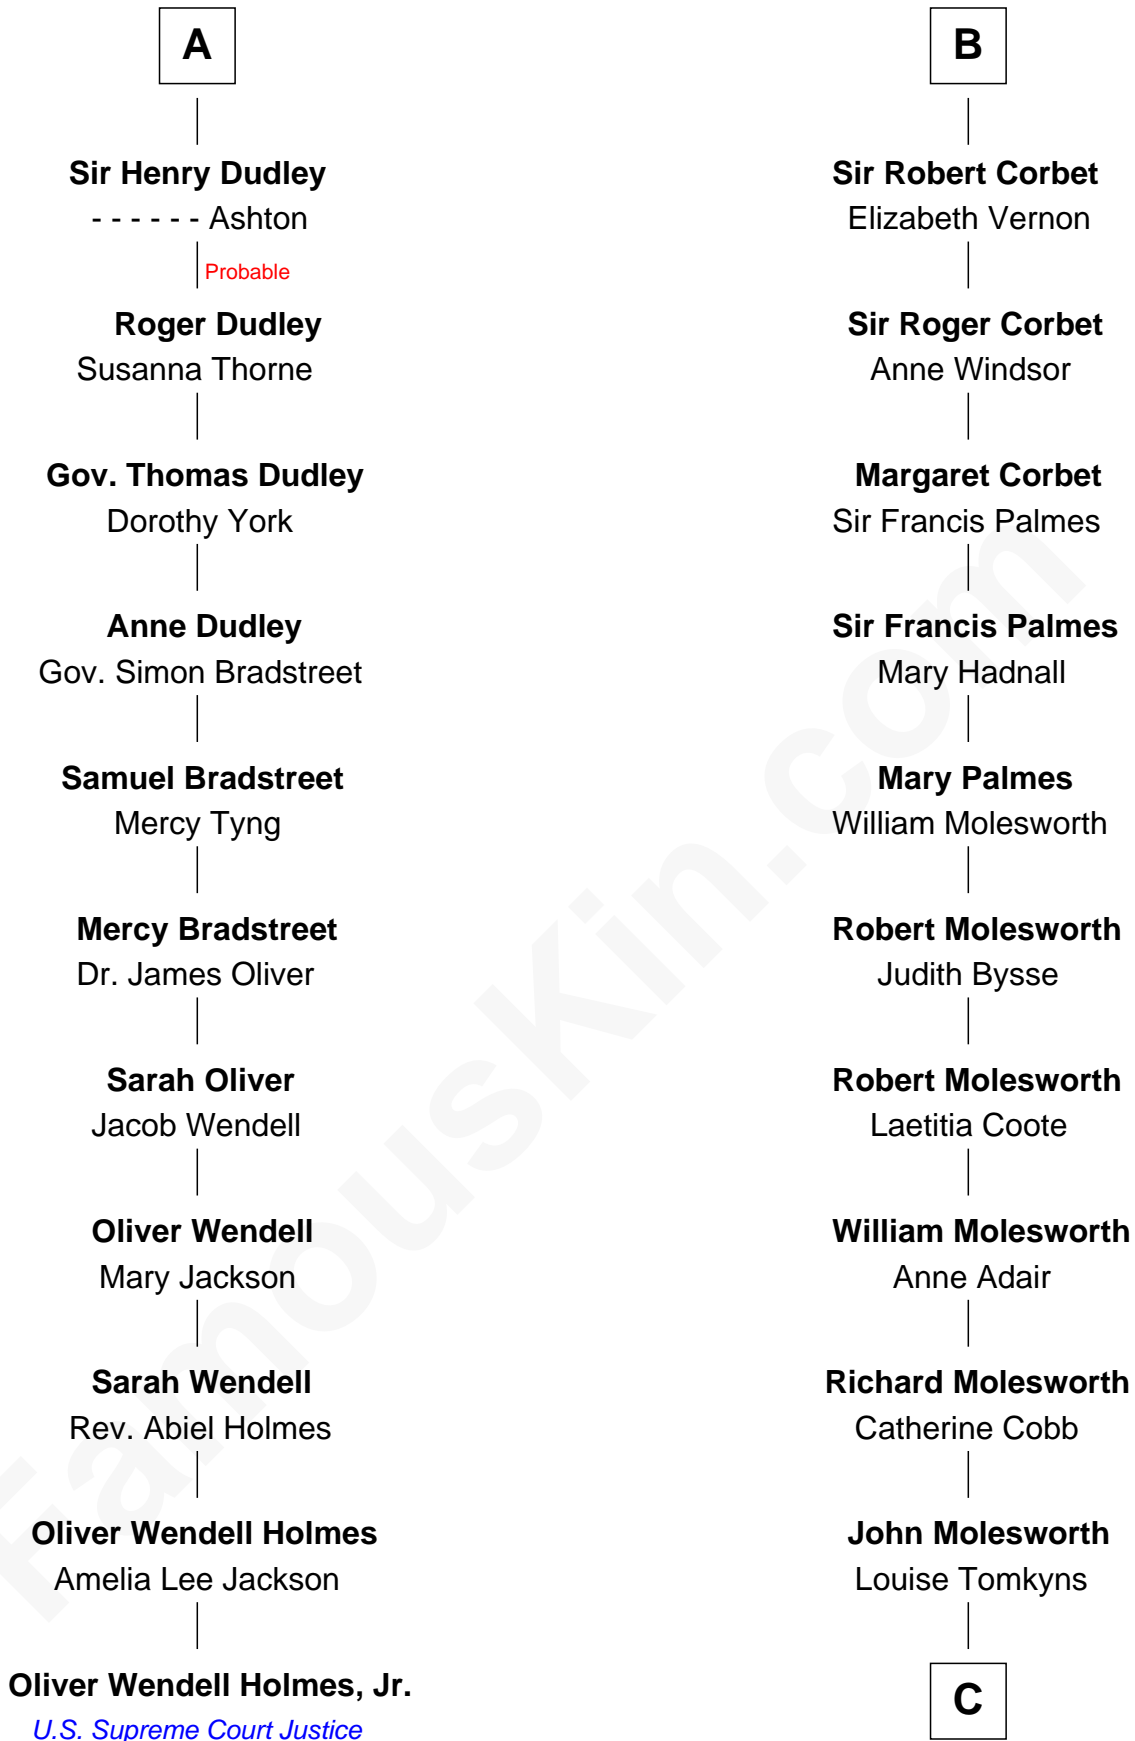 A
Sir Henry Dudley
- - - - - - Ashton
Probable
Roger Dudley
Susanna Thorne
Gov. Thomas Dudley
Dorothy York
Anne Dudley
Gov. Simon Bradstreet
Samuel Bradstreet
Mercy Tyng
Mercy Bradstreet
Dr. James Oliver
Sarah Oliver
Jacob Wendell
Oliver Wendell
Mary Jackson
Sarah Wendell
Rev. Abiel Holmes
Oliver Wendell Holmes
Amelia Lee Jackson
Oliver Wendell Holmes, Jr.
U.S. Supreme Court Justice
B
Sir Robert Corbet
Elizabeth Vernon
Sir Roger Corbet
Anne Windsor
Margaret Corbet
Sir Francis Palmes
Sir Francis Palmes
Mary Hadnall
Mary Palmes
William Molesworth
Robert Molesworth
Judith Bysse
Robert Molesworth
Laetitia Coote
William Molesworth
Anne Adair
Richard Molesworth
Catherine Cobb
John Molesworth
Louise Tomkyns
C
FamousKin.com